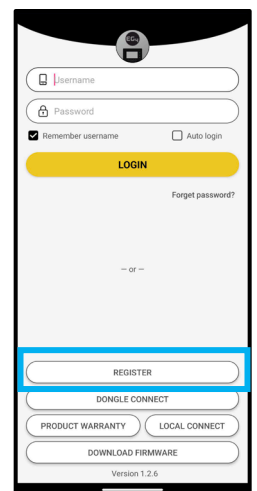 EG4
Username
Password
Remember username Auto login
LOGIN
Forget password?
— or —
REGISTER
DONGLE CONNECT
PRODUCT WARRANTY LOCAL CONNECT
DOWNLOAD FIRMWARE
Version 1.2.6